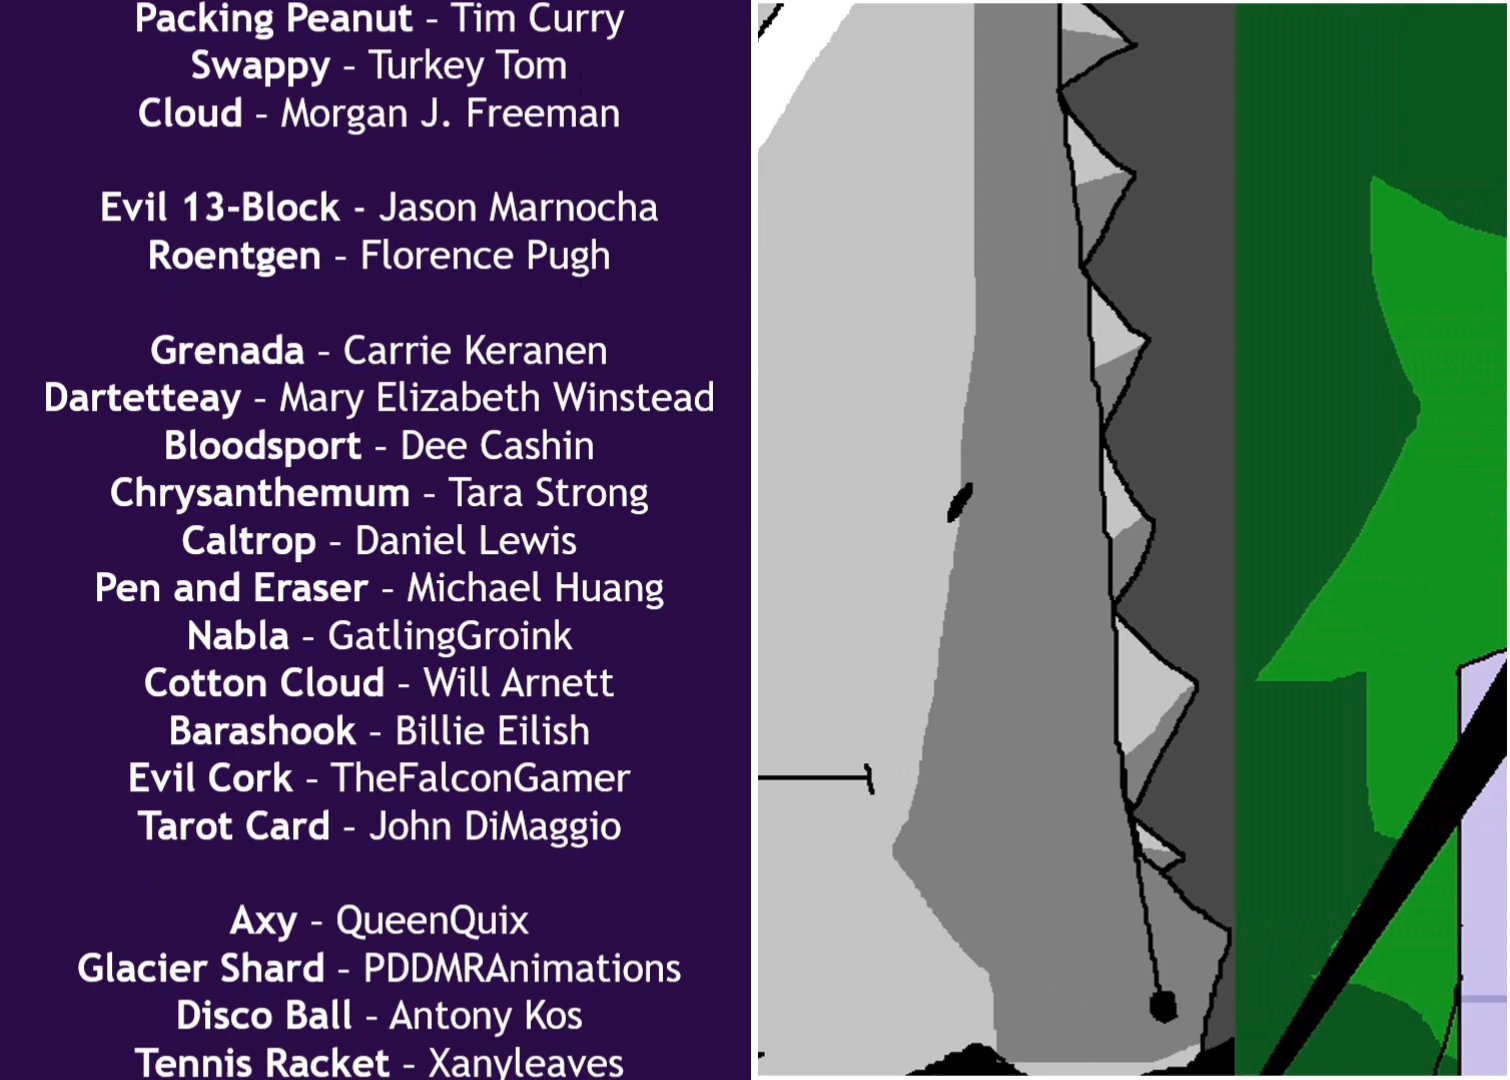 Packing Peanut – Tim Curry
Swappy – Turkey Tom
Cloud – Morgan J. Freeman
Evil 13-Block - Jason Marnocha
Roentgen – Florence Pugh
Grenada – Carrie Keranen
Dartetteay – Mary Elizabeth Winstead
Bloodsport – Dee Cashin
Chrysanthemum – Tara Strong
Caltrop – Daniel Lewis
Pen and Eraser – Michael Huang
Nabla – GatlingGroink
Cotton Cloud – Will Arnett
Barashook – Billie Eilish
Evil Cork – TheFalconGamer
Tarot Card – John DiMaggio
Axy – QueenQuix
Glacier Shard – PDDMRAnimations
Disco Ball – Antony Kos
Tennis Racket – Xanyleaves